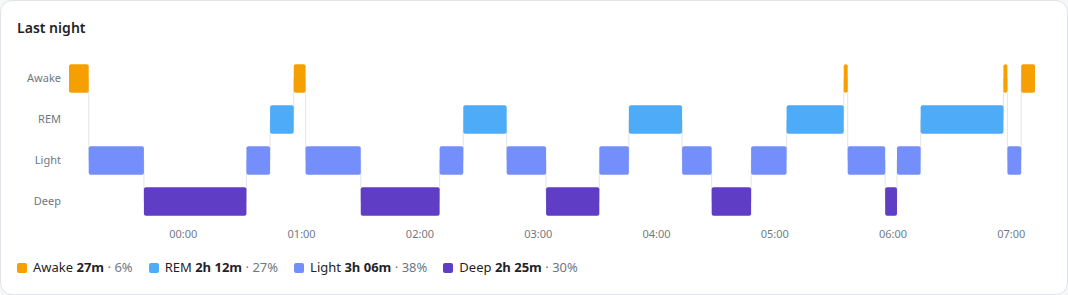 Last night
Awake
REM
Light
Deep
00:00 01:00 02:00 03:00 04:00 05:00 06:00 07:00
Awake 27m · 6% REM 2h 12m · 27% Light 3h 06m · 38% Deep 2h 25m · 30%